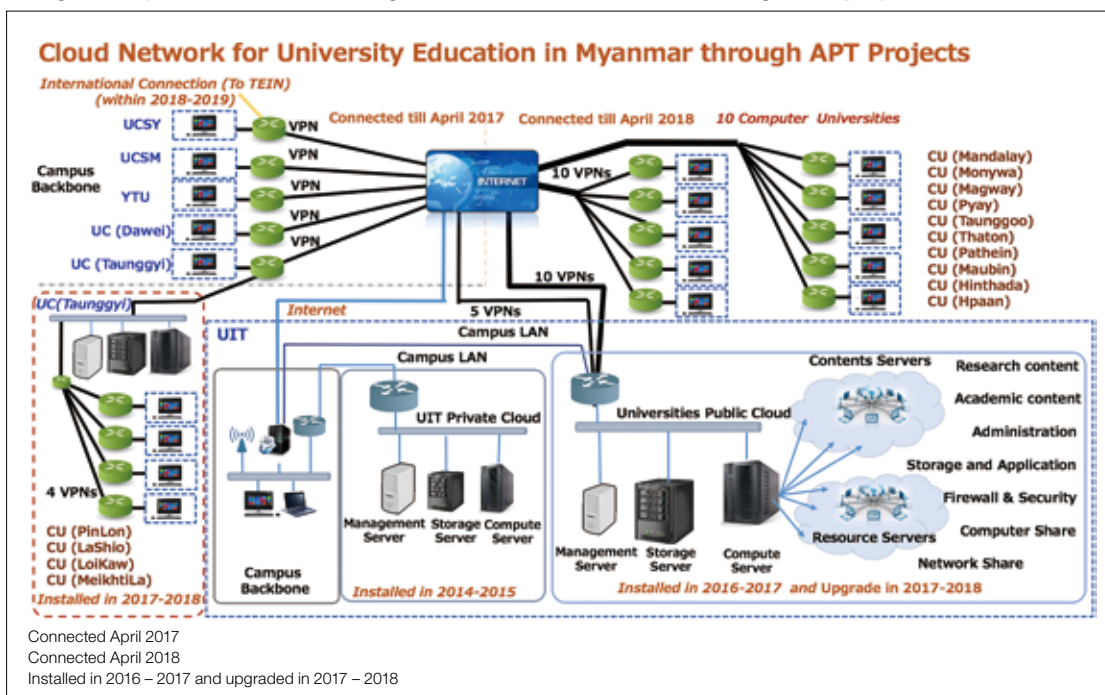 Cloud Network for University Education in Myanmar through APT Projects
International Connection (To TEIN)
(within 2018-2019)
Connected till April 2017
Connected till April 2018
10 Computer Universities
UCSY
VPN
UCSM
VPN
Campus
Backbone
YTU
VPN
UC (Dawei)
VPN
UC (Taunggyi)
VPN
INTERNET
10 VPNs
CU (Mandalay)
CU (Monywa)
CU (Magway)
CU (Pyay)
CU (Taunggoo)
CU (Thaton)
CU (Pathein)
CU (Maubin)
CU (Hinthada)
CU (Hpaan)
10 VPNs
5 VPNs
Internet
UC(Taunggyi)
4 VPNs
CU (PinLon)
CU (LaShio)
CU (LoiKaw)
CU (MeikhtiLa)
Installed in 2017-2018
UIT
Campus LAN
Campus LAN
Campus
Backbone
UIT Private Cloud
Management
Server
Storage
Server
Compute
Server
Installed in 2014-2015
Universities Public Cloud
Management
Server
Storage
Server
Compute
Server
Contents Servers
Resource Servers
Research content
Academic content
Administration
Storage and Application
Firewall & Security
Computer Share
Network Share
Installed in 2016-2017 and Upgrade in 2017-2018
Connected April 2017
Connected April 2018
Installed in 2016 – 2017 and upgraded in 2017 – 2018